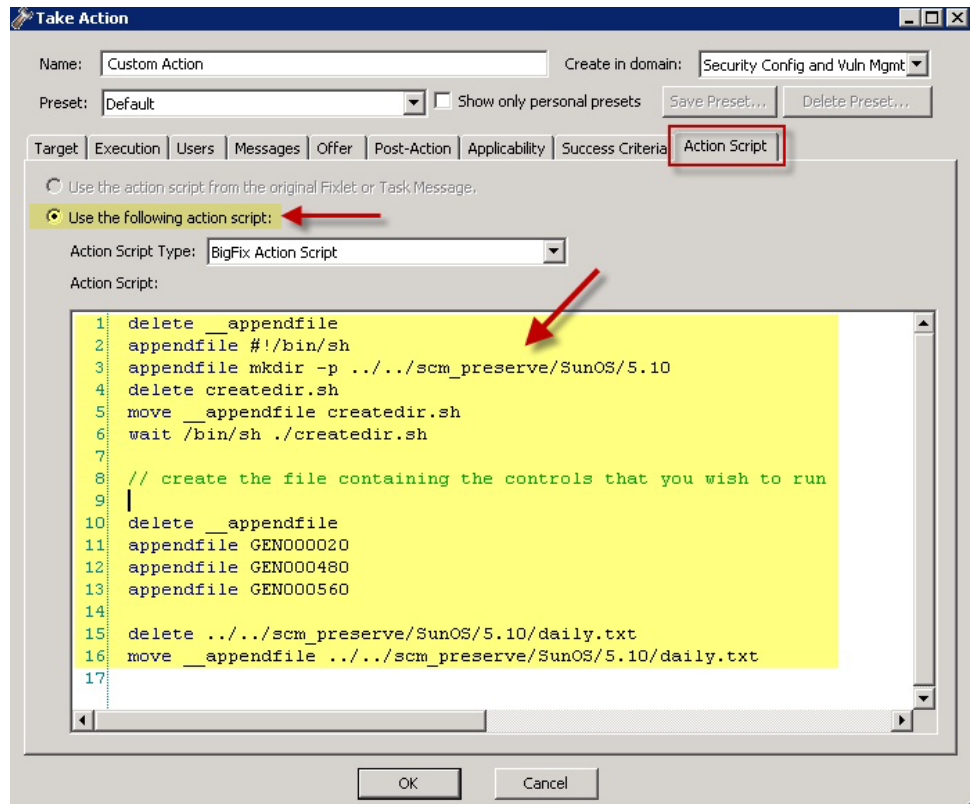 Take Action
Name: Custom Action Create in domain: Security Config and Vuln Mgmt
Preset: Default Show only personal presets Save Preset... Delete Preset...
Target Execution Users Messages Offer Post-Action Applicability Success Criteria Action Script
Use the action script from the original Fixlet or Task Message.
Use the following action script:
Action Script Type: BigFix Action Script
Action Script:
1 delete __appendfile
2 appendfile #!/bin/sh
3 appendfile mkdir -p ../../scm_preserve/SunOS/5.10
4 delete createdir.sh
5 move __appendfile createdir.sh
6 wait /bin/sh ./createdir.sh
7
8 // create the file containing the controls that you wish to run
9
10 delete __appendfile
11 appendfile GEN000020
12 appendfile GEN000480
13 appendfile GEN000560
14
15 delete ../../scm_preserve/SunOS/5.10/daily.txt
16 move __appendfile ../../scm_preserve/SunOS/5.10/daily.txt
17
OK Cancel